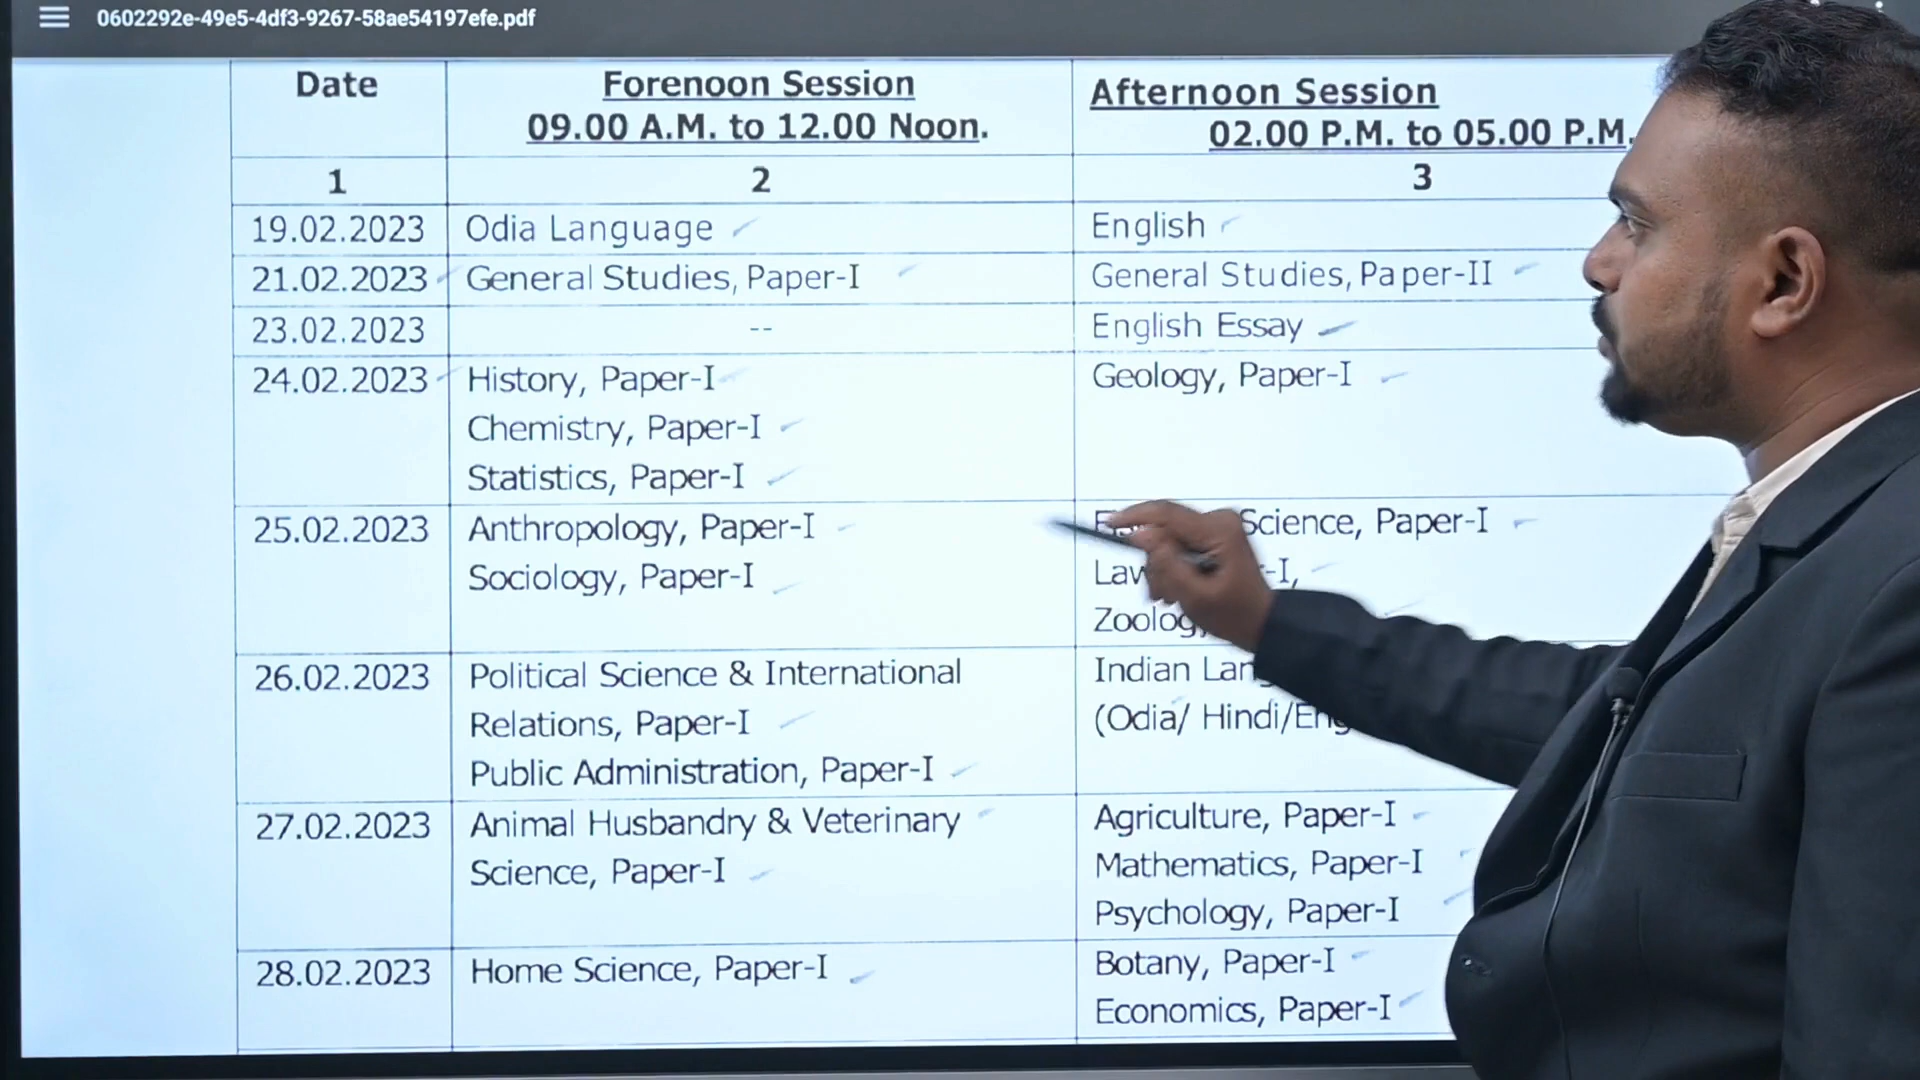 0602292e-49e5-4df3-9267-58ae54197efe.pdf
Date
Forenoon Session
09.00 A.M. to 12.00 Noon.
Afternoon Session
02.00 P.M. to 05.00 P.M.
1
2
3
19.02.2023
Odia Language
English
21.02.2023
General Studies, Paper-I
General Studies, Paper-II
23.02.2023
--
English Essay
24.02.2023
History, Paper-I
Chemistry, Paper-I
Statistics, Paper-I
Geology, Paper-I
25.02.2023
Anthropology, Paper-I
Sociology, Paper-I
Science, Paper-I
-I,
26.02.2023
Political Science & International
Relations, Paper-I
Public Administration, Paper-I
Indian
(Odia/ Hindi/
27.02.2023
Animal Husbandry & Veterinary
Science, Paper-I
Agriculture, Paper-I
Mathematics, Paper-I
Psychology, Paper-I
28.02.2023
Home Science, Paper-I
Botany, Paper-I
Economics, Paper-I